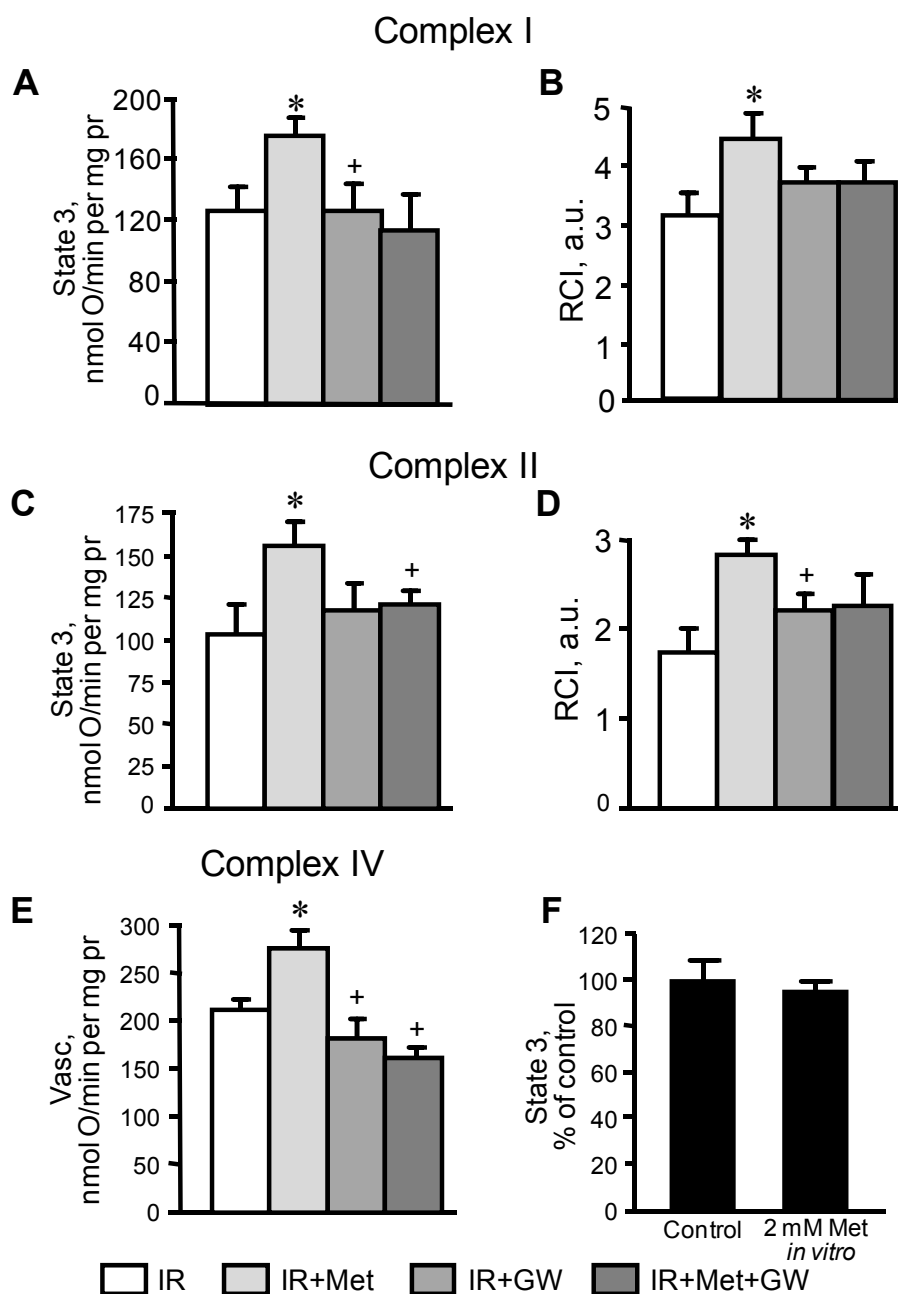 Complex I
A
State 3,
nmol O/min per mg pr
200
160
120
80
40
0
*
+
B
RCI, a.u.
5
4
3
2
1
0
*
Complex II
C
State 3,
nmol O/min per mg pr
175
150
125
100
75
50
25
0
*
+
D
RCI, a.u.
3
2
1
0
*
+
Complex IV
E
Vasc,
nmol O/min per mg pr
300
250
200
150
100
50
0
*
+
+
F
State 3,
% of control
120
100
80
60
40
20
0
Control
2 mM Met
in vitro
IR IR+Met IR+GW IR+Met+GW